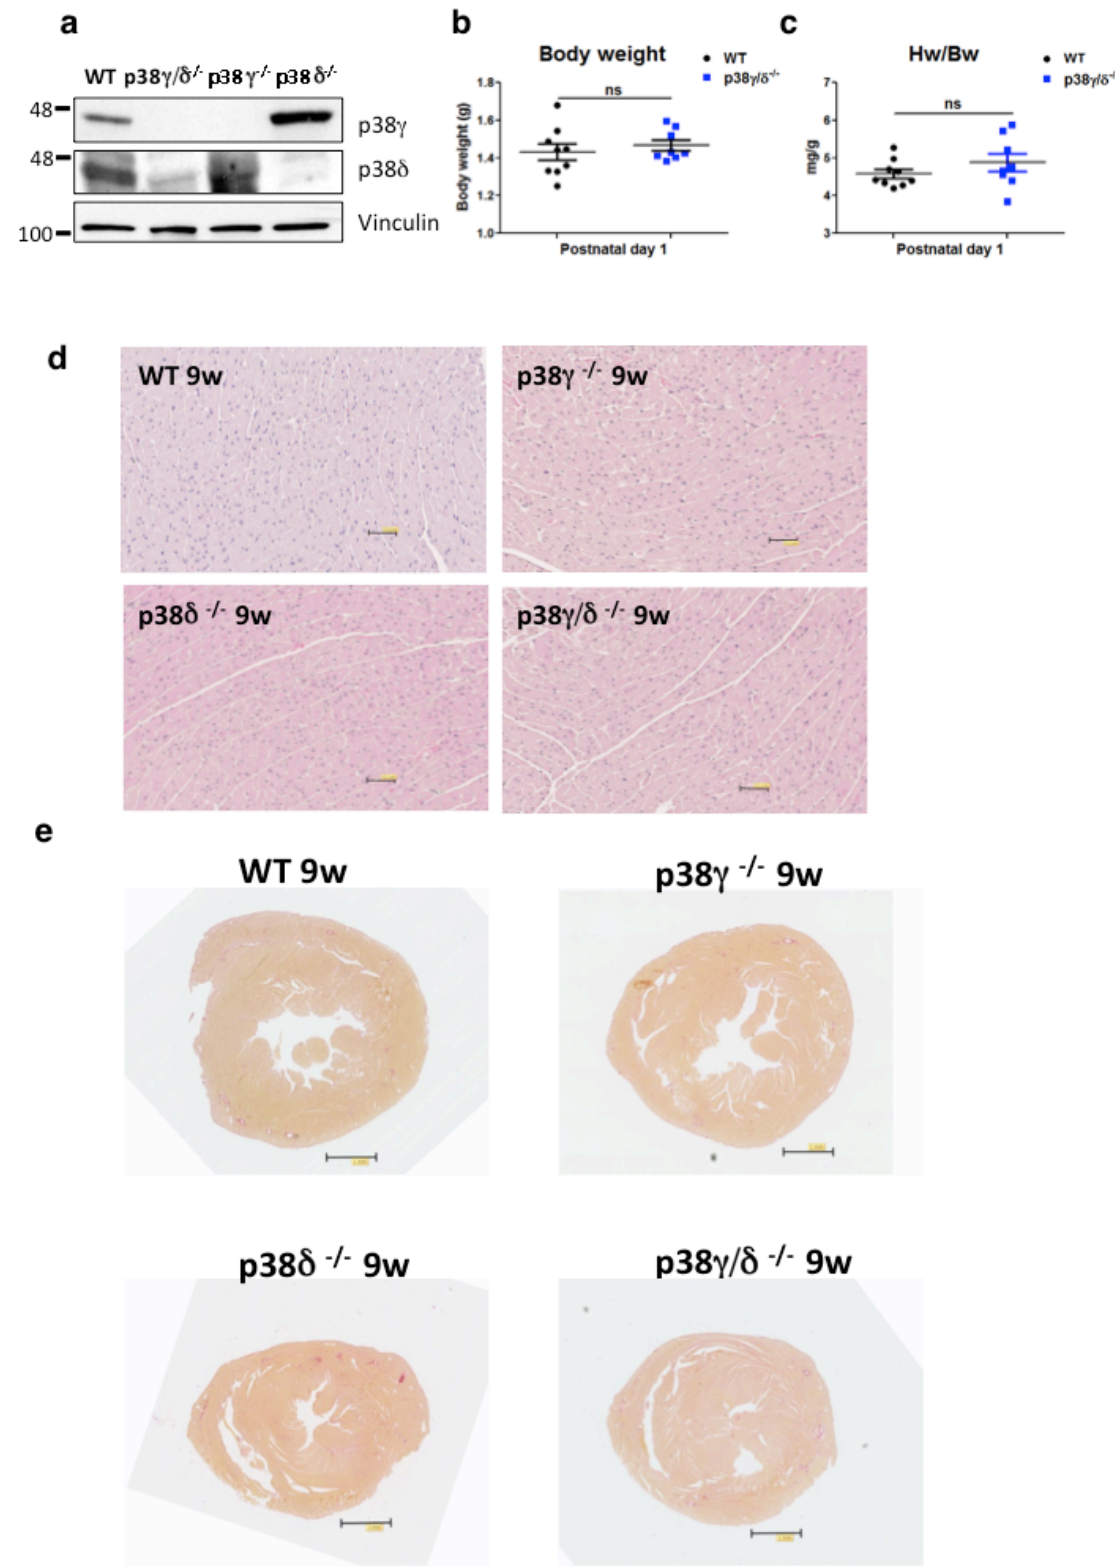 a
WT p38γ/δ-/- p38γ-/- p38δ-/-
48
p38γ
48
p38δ
100
Vinculin
b
Body weight
WT
p38γ/δ-/-
ns
1.8
1.6
1.4
1.2
1.0
Body weight (g)
Postnatal day 1
c
Hw/Bw
WT
p38γ/δ-/
ns
7
6
5
4
3
mg/g
Postnatal day 1
d
WT 9w
p38γ -/- 9w
p38δ -/- 9w
p38γ/δ -/- 9w
e
WT 9w
p38γ -/- 9w
p38δ -/- 9w
p38γ/δ -/- 9w